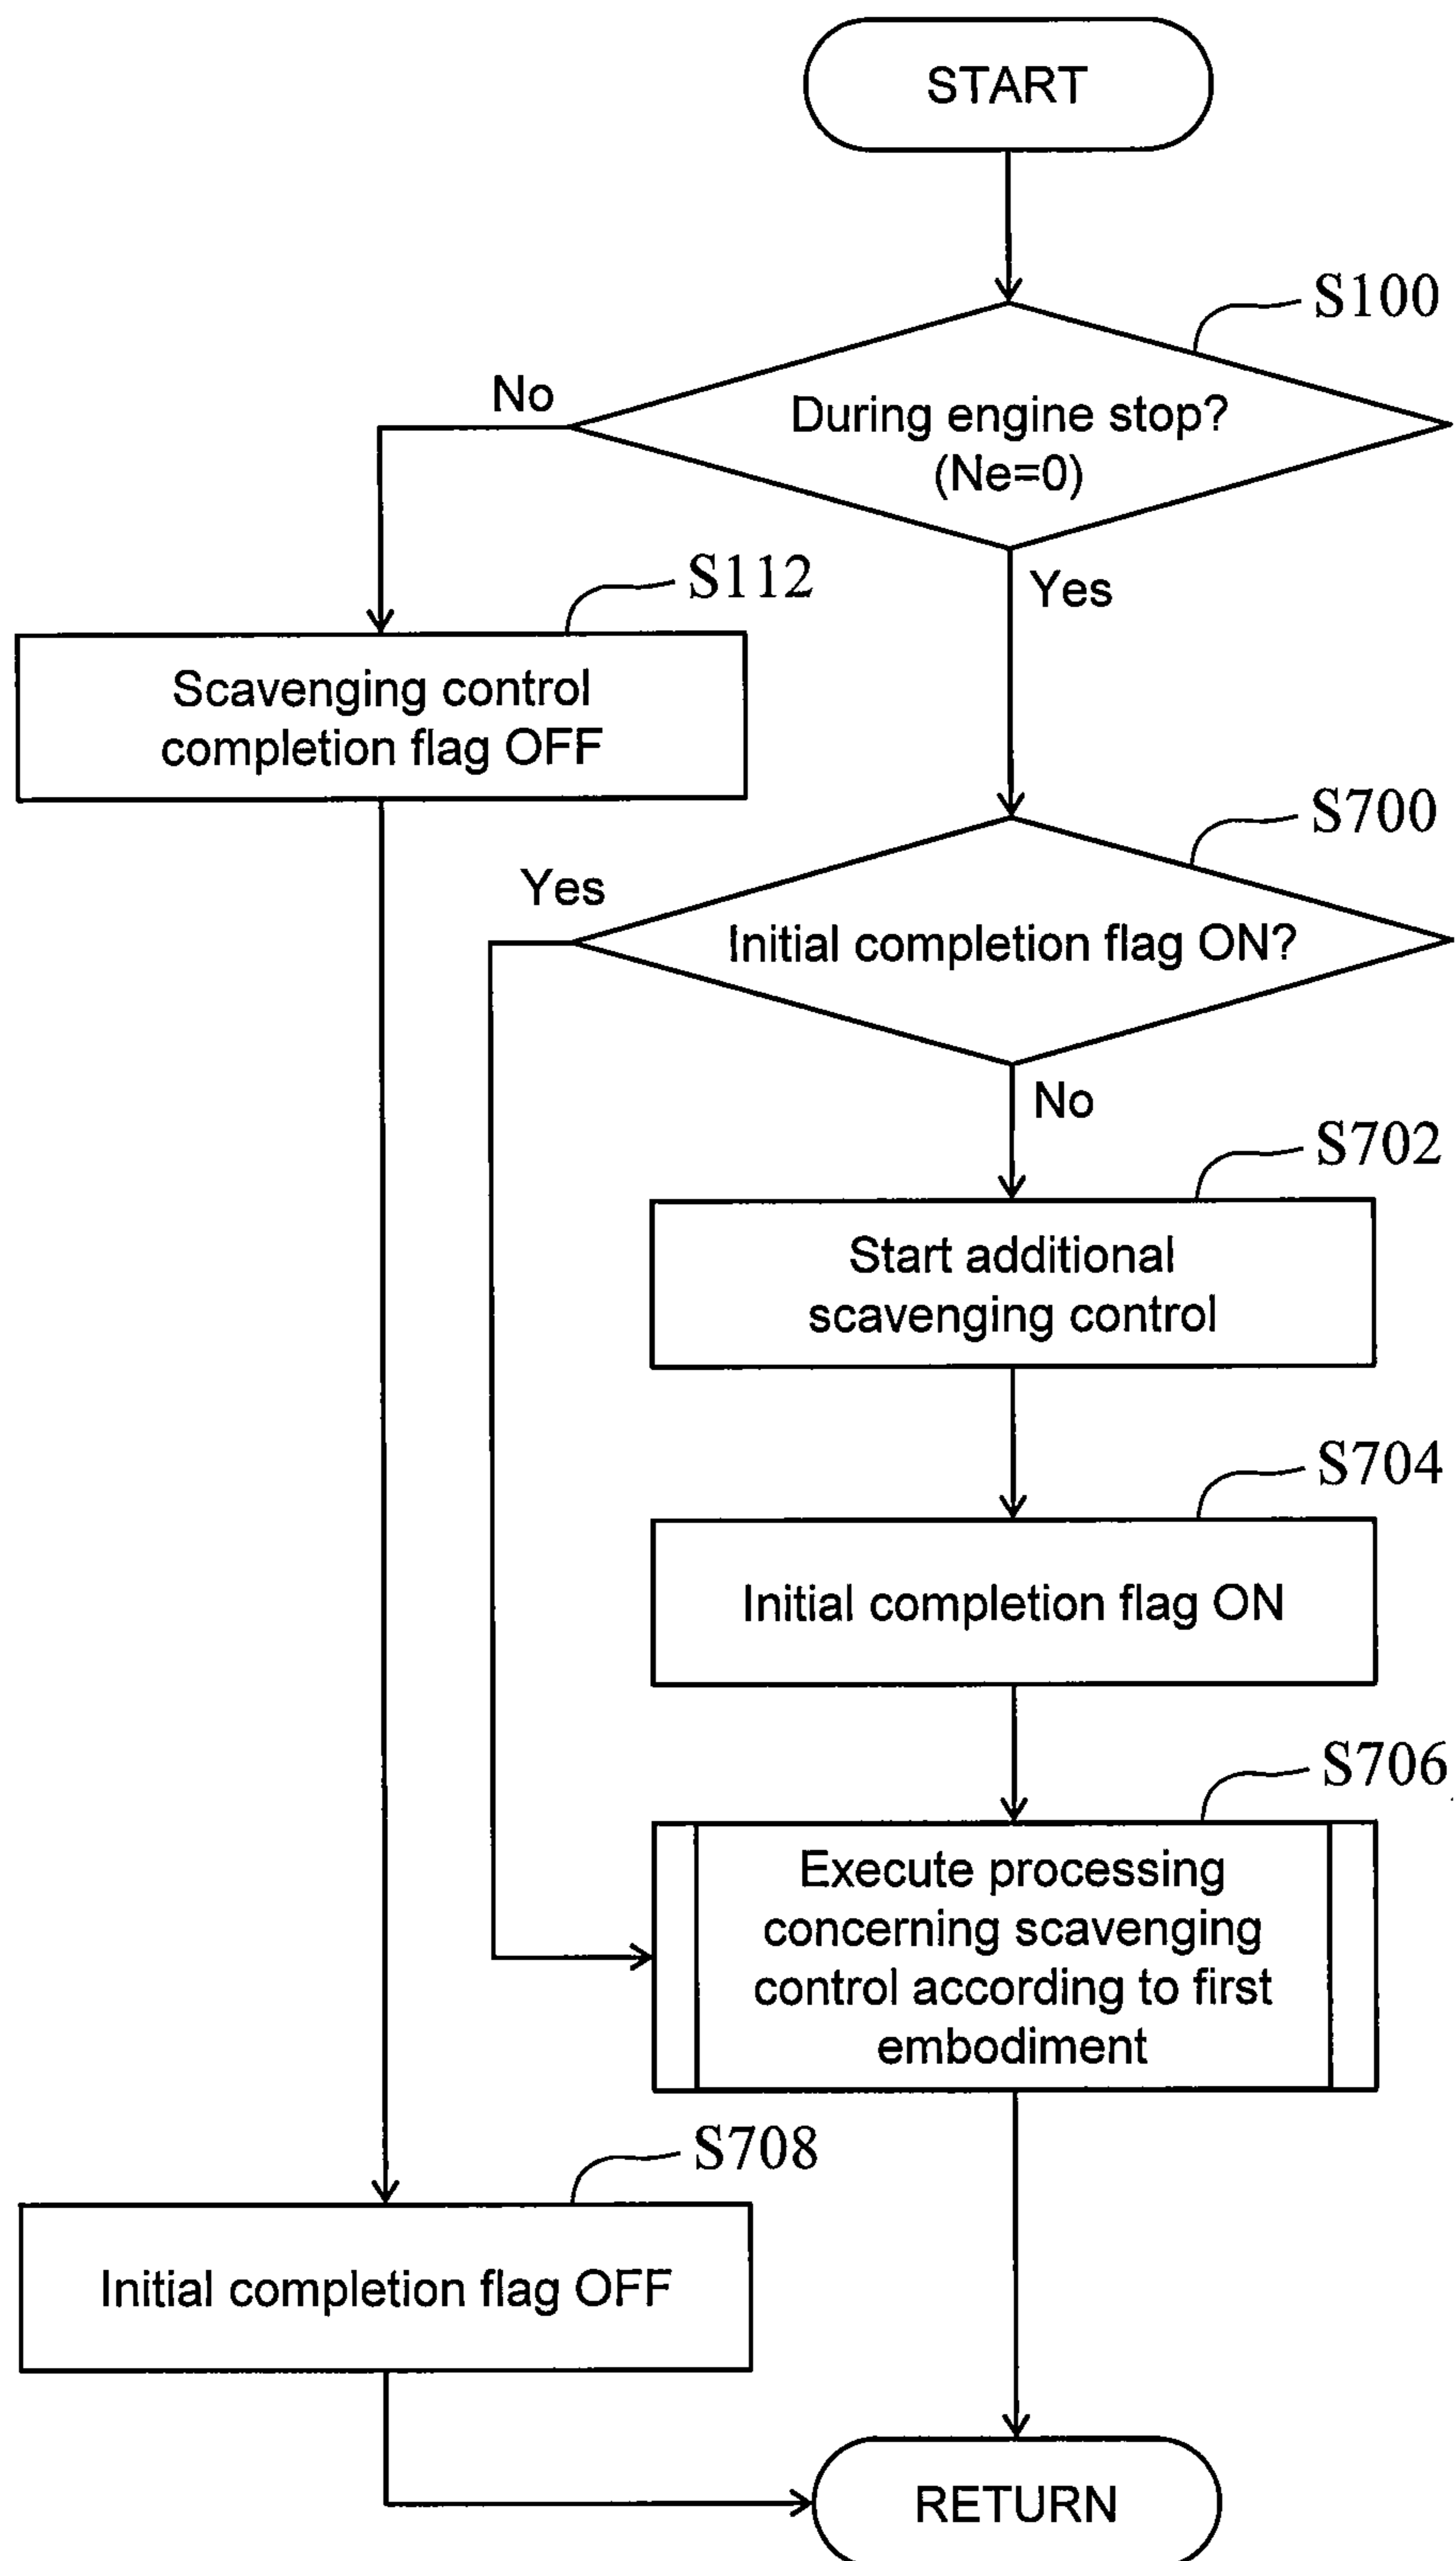 START
S100
No
During engine stop?
(Ne=0)
S112
Yes
Scavenging control
completion flag OFF
S700
Yes
Initial completion flag ON?
No
S702
Start additional
scavenging control
S704
Initial completion flag ON
S706
Execute processing
concerning scavenging
control according to first
embodiment
S708
Initial completion flag OFF
RETURN